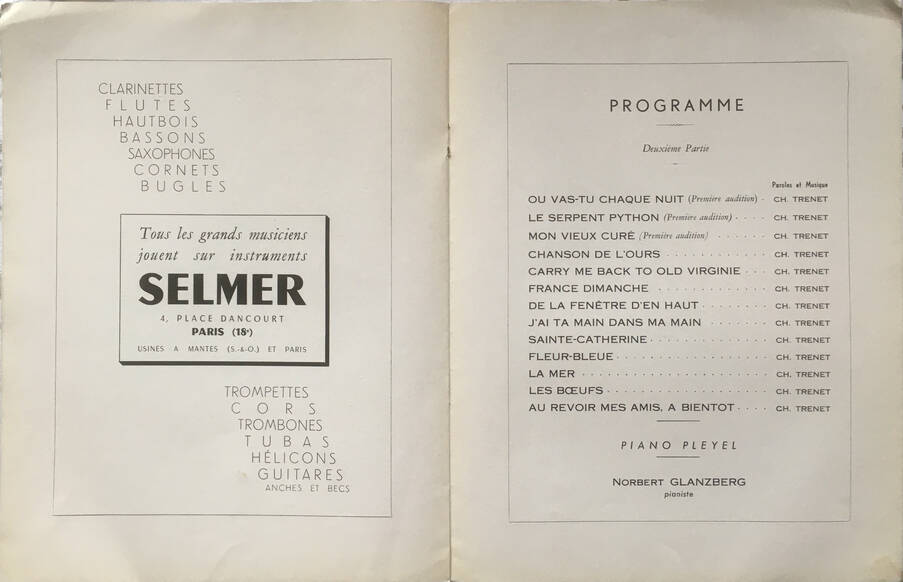 CLARINETTES
FLUTES
HAUTBOIS
BASSONS
SAXOPHONES
CORNETS
BUGLES
Tous les grands musiciens
jouent sur instruments
SELMER
4, PLACE DANCOURT
PARIS (18e)
USINES A MANTES (S.-&-O.) ET PARIS
TROMPETTES
CORS
TROMBONES
TUBAS
HÉLICONS
GUITARES
ANCHES ET BECS
PROGRAMME
Deuxième Partie
Paroles et Musique
OU VAS-TU CHAQUE NUIT (Première audition) · CH. TRENET
LE SERPENT PYTHON (Première audition) · · · · CH. TRENET
MON VIEUX CURÉ (Première audition) · · · · · · CH. TRENET
CHANSON DE L'OURS · · · · · · · · · · · · · CH. TRENET
CARRY ME BACK TO OLD VIRGINIE · · · CH. TRENET
FRANCE DIMANCHE · · · · · · · · · · · · · CH. TRENET
DE LA FENÊTRE D'EN HAUT · · · · · · · · CH. TRENET
J'AI TA MAIN DANS MA MAIN · · · · · · · CH. TRENET
SAINTE-CATHERINE · · · · · · · · · · · · · · CH. TRENET
FLEUR-BLEUE · · · · · · · · · · · · · · · · · · CH. TRENET
LA MER · · · · · · · · · · · · · · · · · · · · · · CH. TRENET
LES BŒUFS · · · · · · · · · · · · · · · · · · · CH. TRENET
AU REVOIR MES AMIS, A BIENTOT · · · · CH. TRENET
PIANO PLEYEL
NORBERT GLANZBERG
pianiste